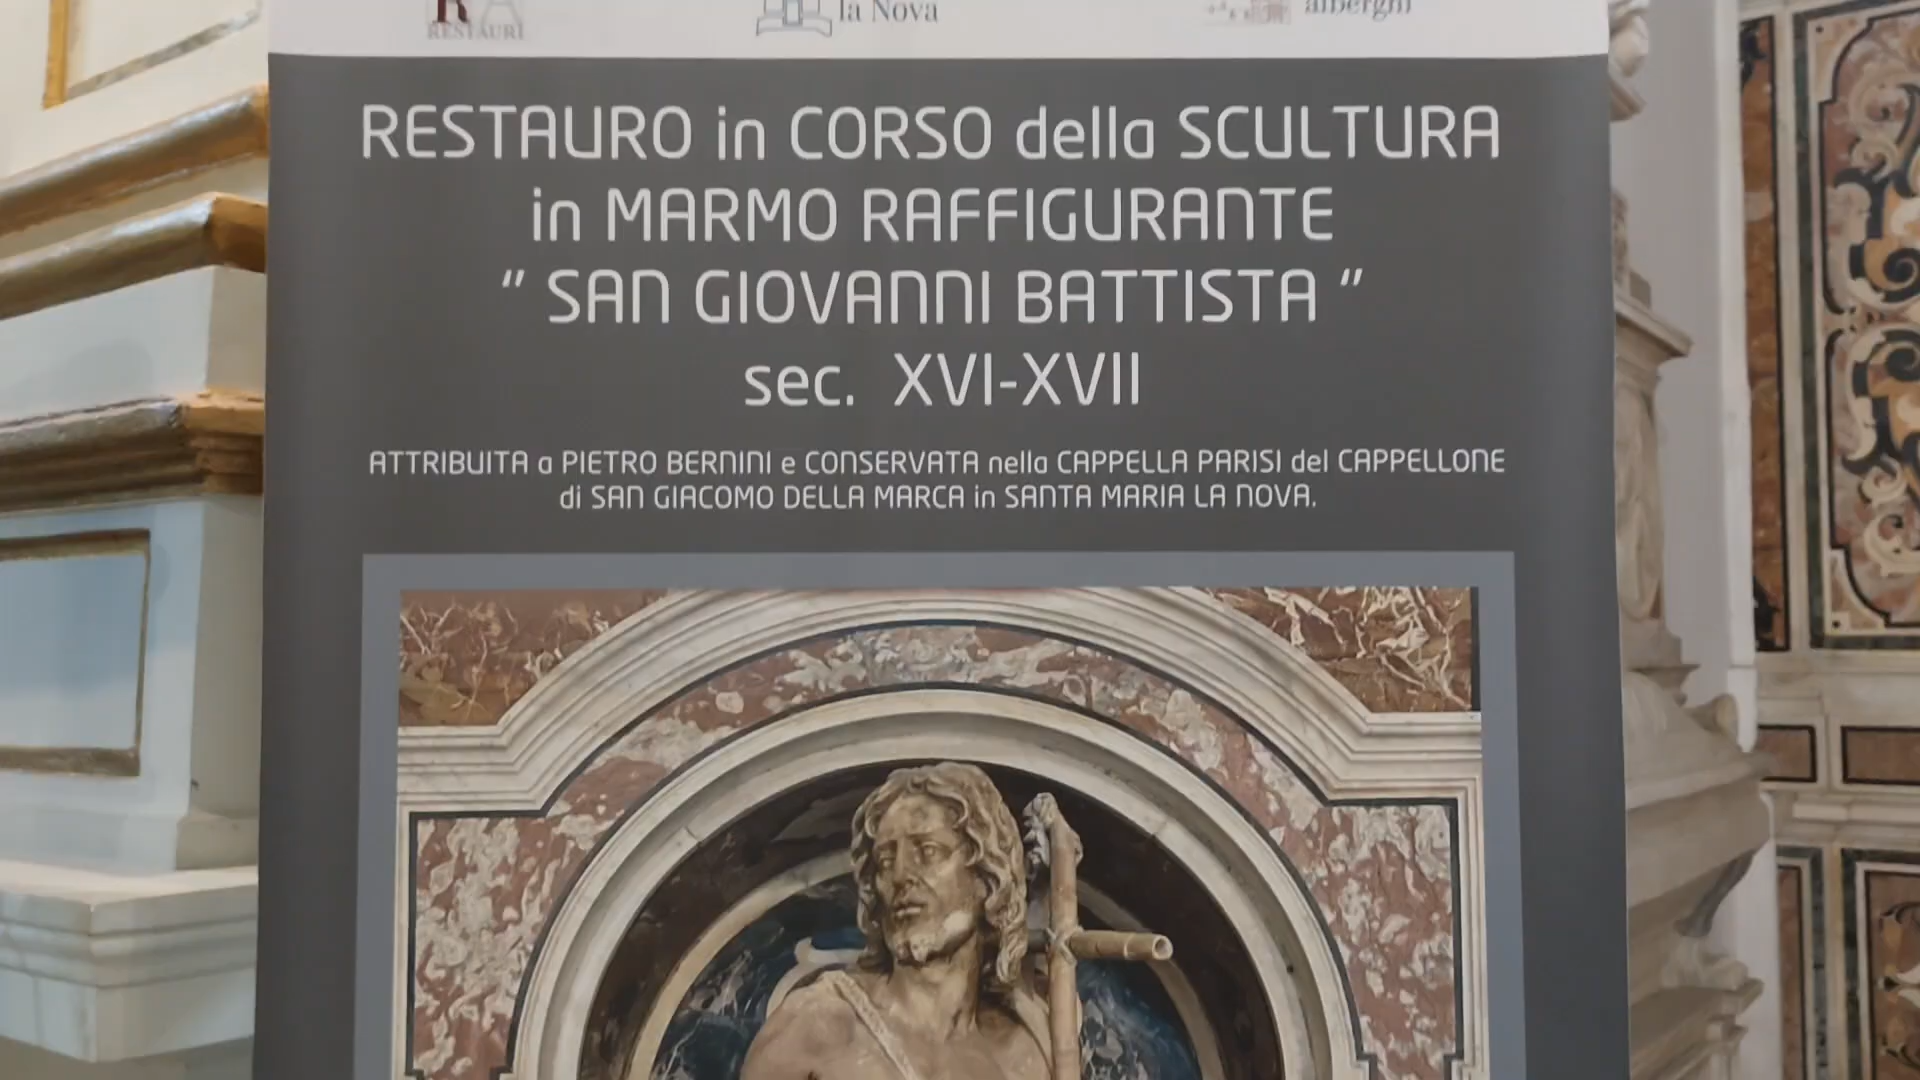 RESTAURI
la Nova
alberghi
RESTAURO in CORSO della SCULTURA
in MARMO RAFFIGURANTE
“ SAN GIOVANNI BATTISTA ”
sec. XVI-XVII
ATTRIBUITA a PIETRO BERNINI e CONSERVATA nella CAPPELLA PARISI del CAPPELLONE
di SAN GIACOMO DELLA MARCA in SANTA MARIA LA NOVA.